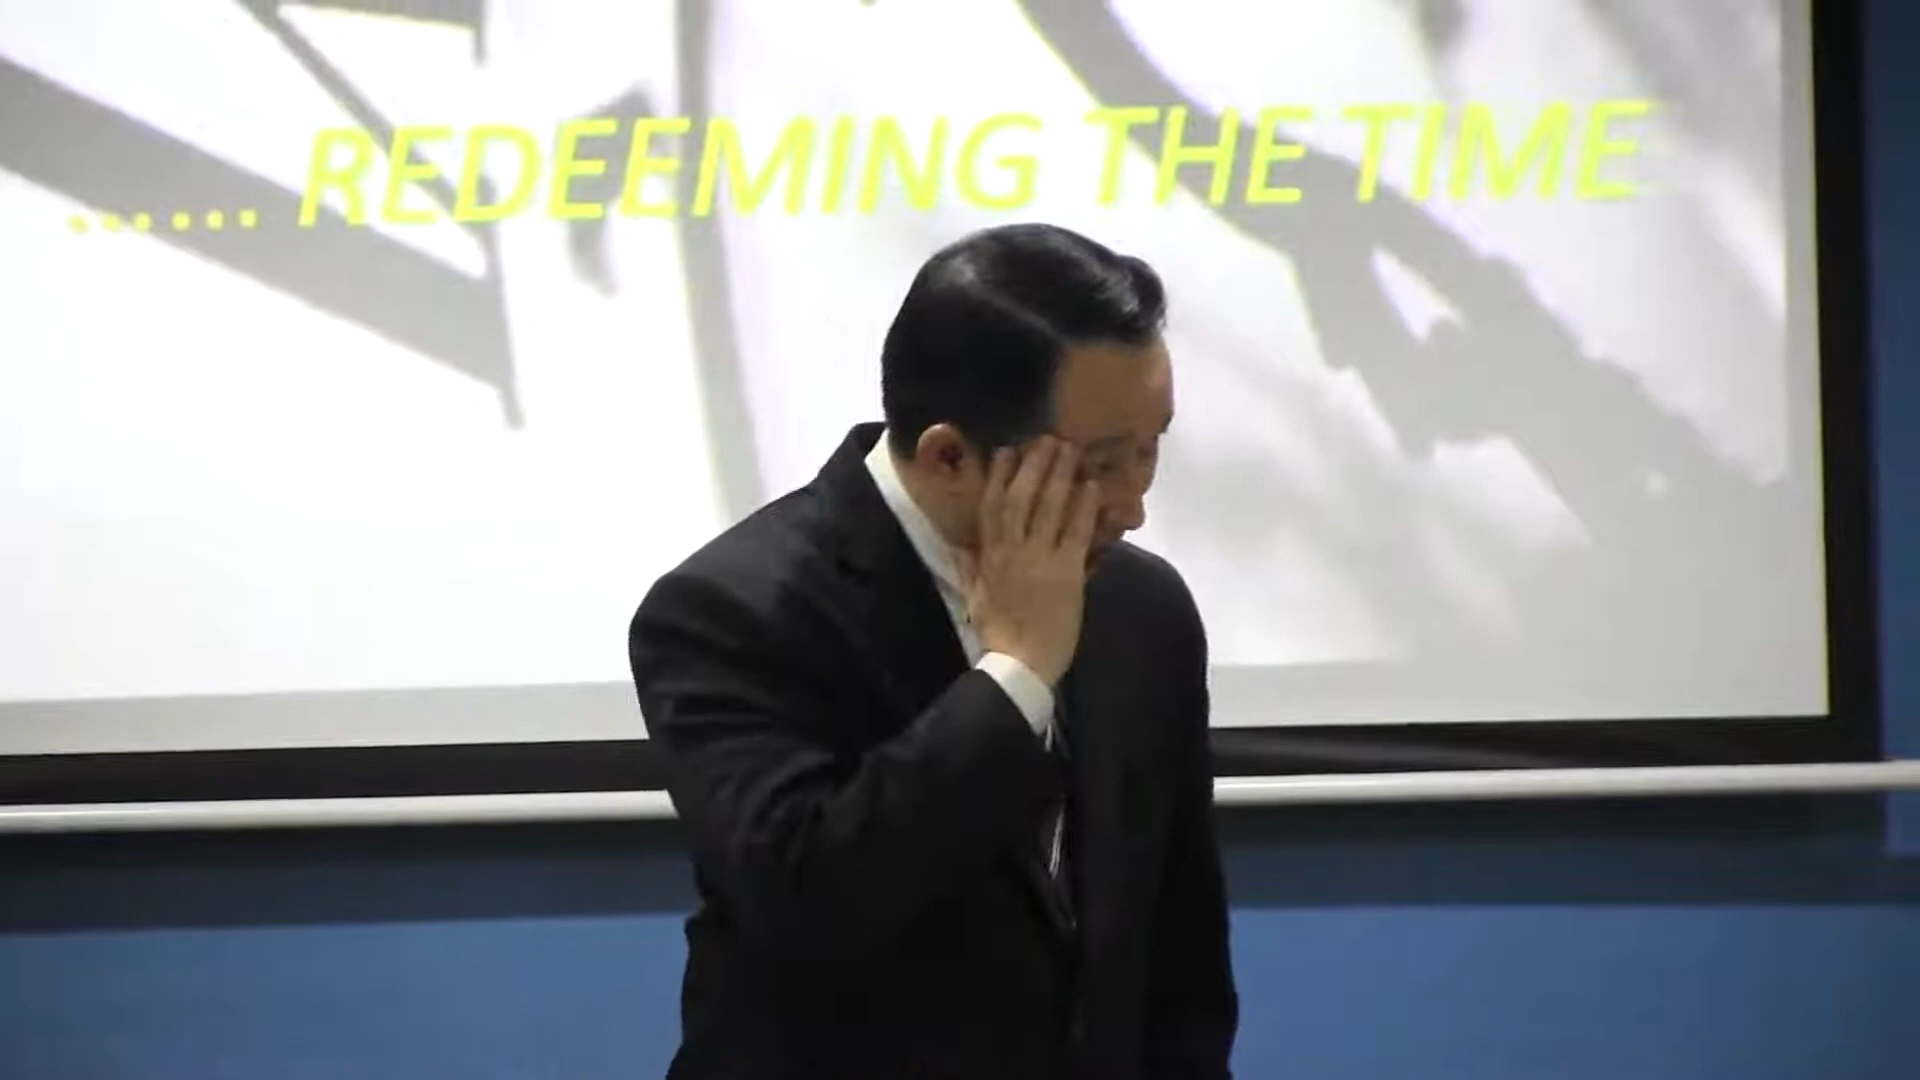 ...... REDEEMING THE TIME